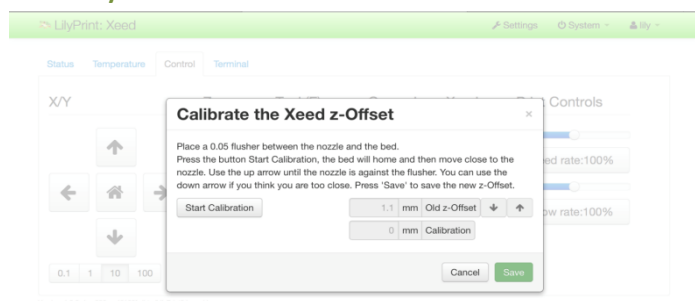 LilyPrint: Xeed
Settings System lily
Status Temperature Control Terminal
X/Y
Controls
Calibrate the Xeed z-Offset ×
Place a 0.05 flusher between the nozzle and the bed.
Press the button Start Calibration, the bed will home and then move close to the
nozzle. Use the up arrow until the nozzle is against the flusher. You can use the
down arrow if you think you are too close. Press 'Save' to save the new z-Offset.
Start Calibration 1.1 mm Old z-Offset
0 mm Calibration
Cancel Save
rate:100%
rate:100%
0.1 1 10 100